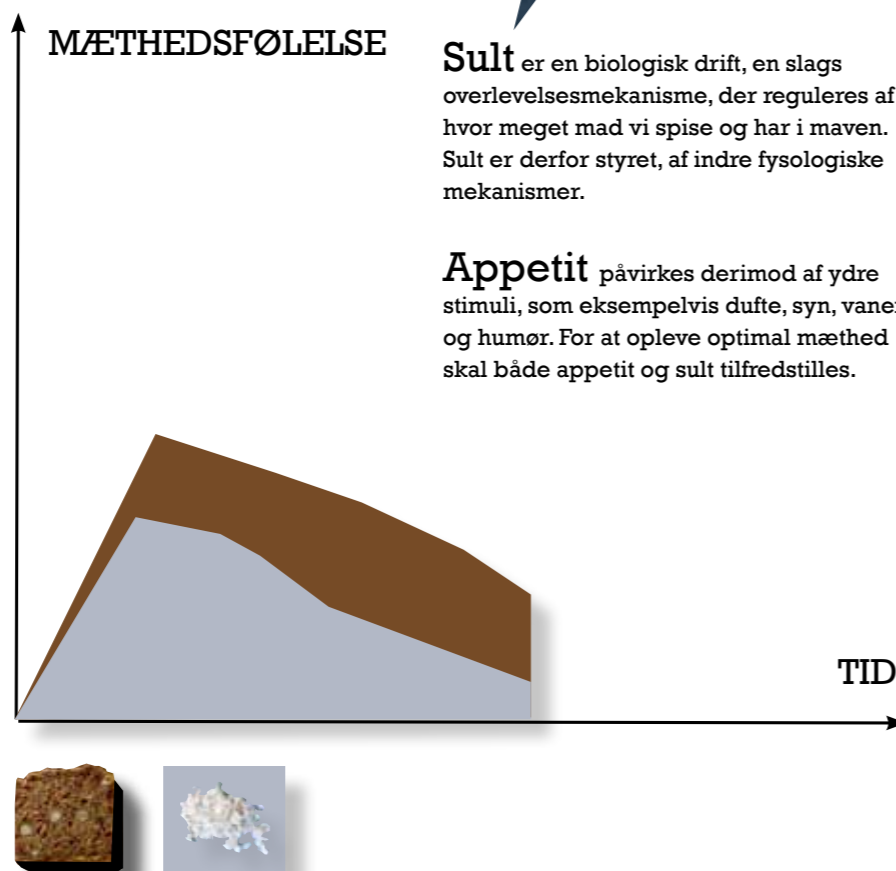 MÆTHEDSFØLELSE
Sult er en biologisk drift, en slags
overlevelsesmekanisme, der reguleres af
hvor meget mad vi spise og har i maven.
Sult er derfor styret, af indre fysologiske
mekanismer.
Appetit påvirkes derimod af ydre
stimuli, som eksempelvis dufte, syn, vaner
og humør. For at opleve optimal mæthed
skal både appetit og sult tilfredstilles.
TID